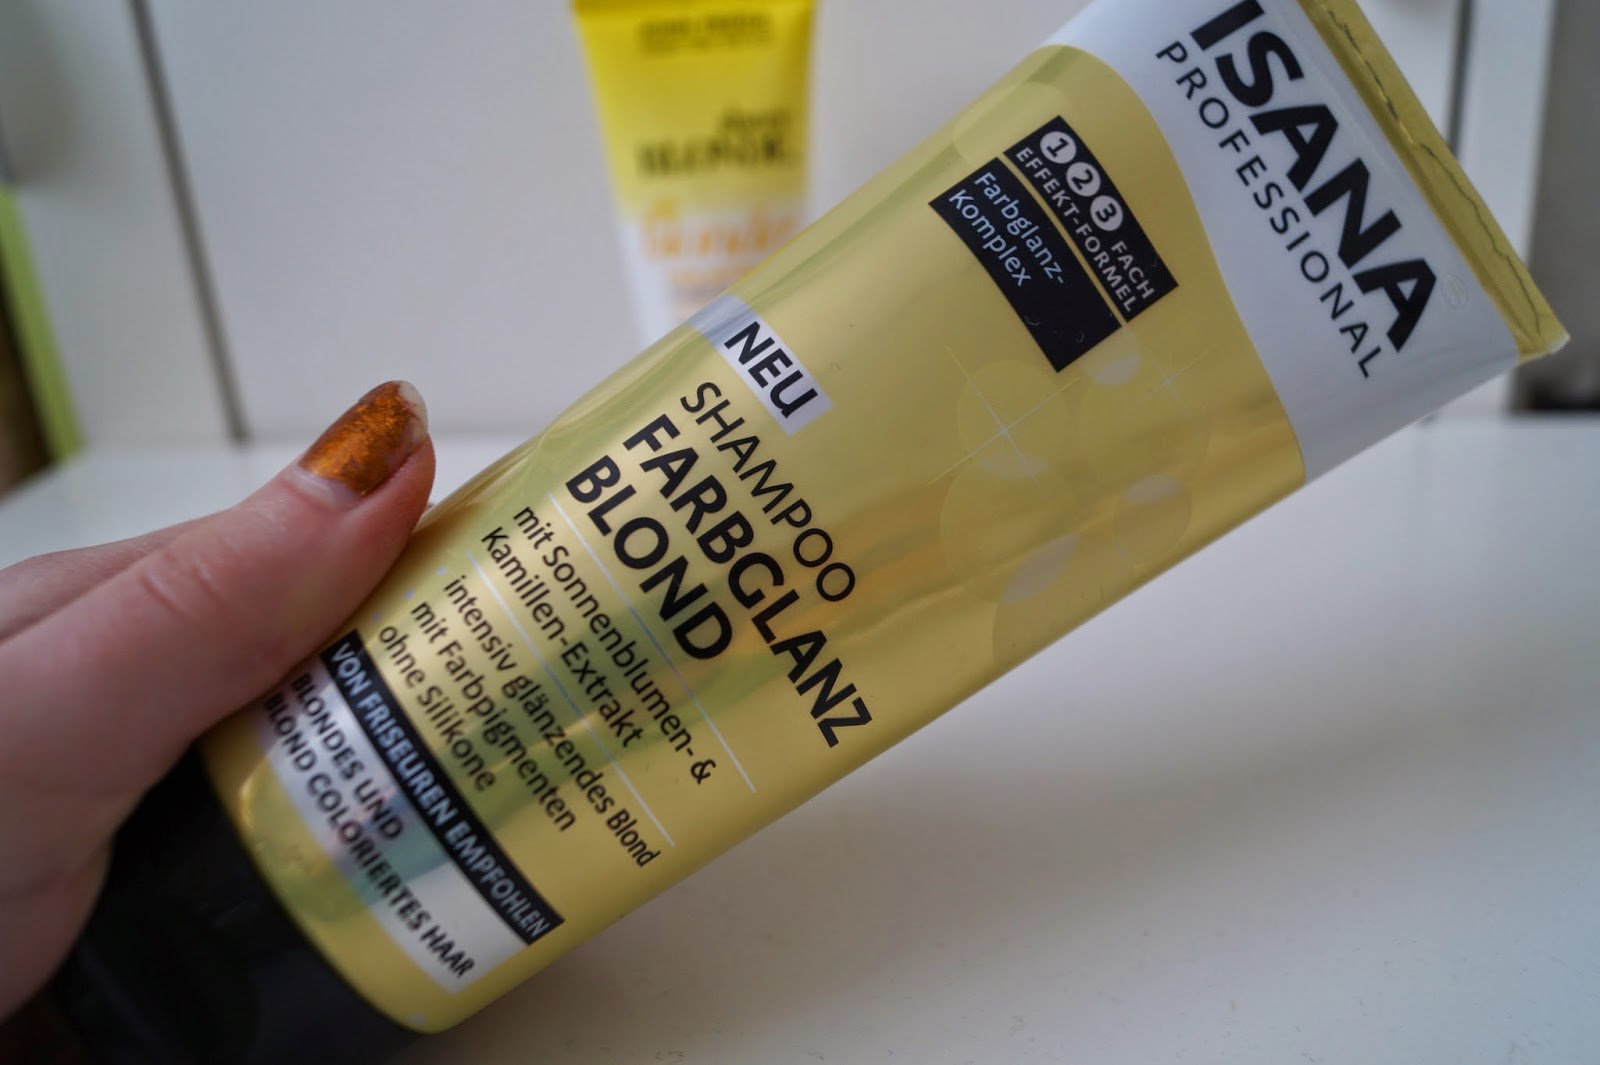 ISANA
PROFESSIONAL
1 2 3 FACH
EFFEKT-FORMEL
Farbglanz-
Komplex
NEU
SHAMPOO
FARBGLANZ
BLOND
mit Sonnenblumen- &
Kamillen-Extrakt
intensiv glänzendes Blond
mit Farbpigmenten
ohne Silikone
VON FRISEUREN EMPFOHLEN
BLONDES UND
BLOND COLORIERTES HAAR
BLONDE